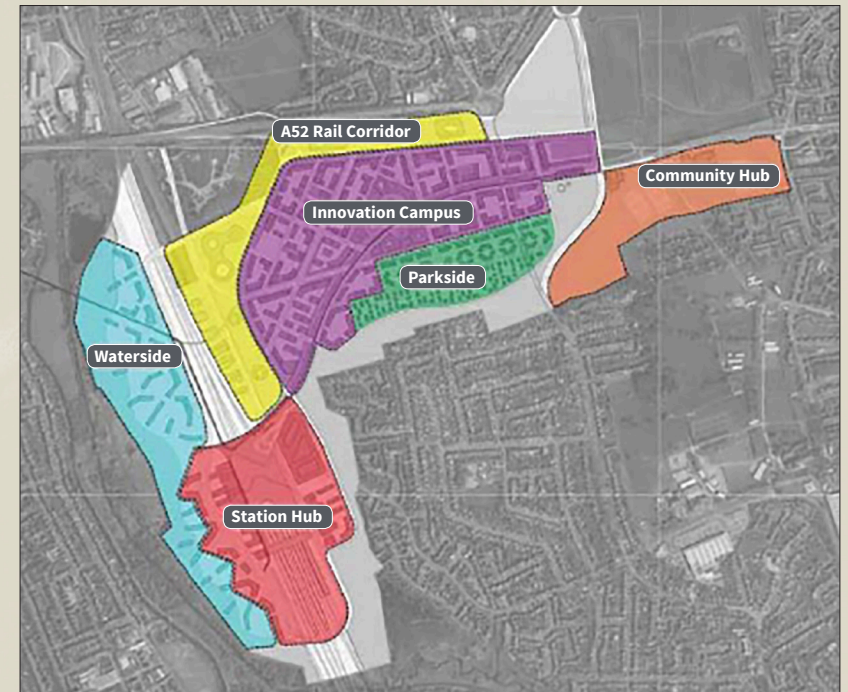 A52 Rail Corridor
Community Hub
Innovation Campus
Parkside
Waterside
Station Hub